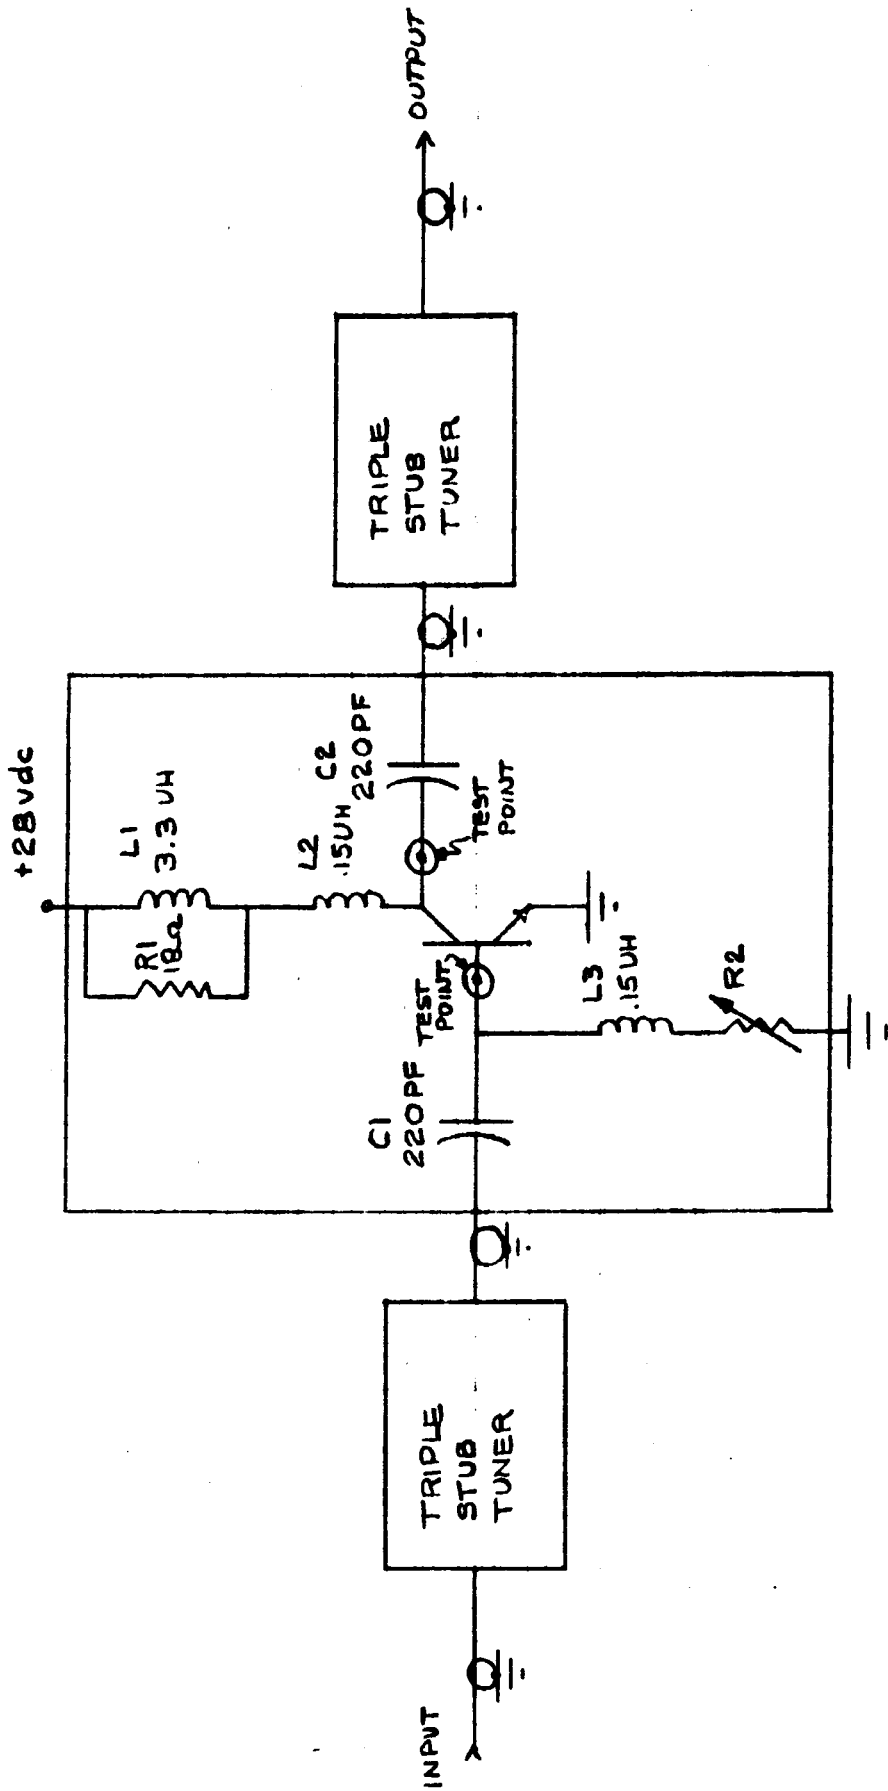 INPUT
TRIPLE
STUB
TUNER
C1
220PF
TEST
POINT
L3
.15UH
R2
+28vdc
R1
18Ω
L1
3.3 UH
L2
.15UH
C2
220PF
TEST
POINT
TRIPLE
STUB
TUNER
OUTPUT